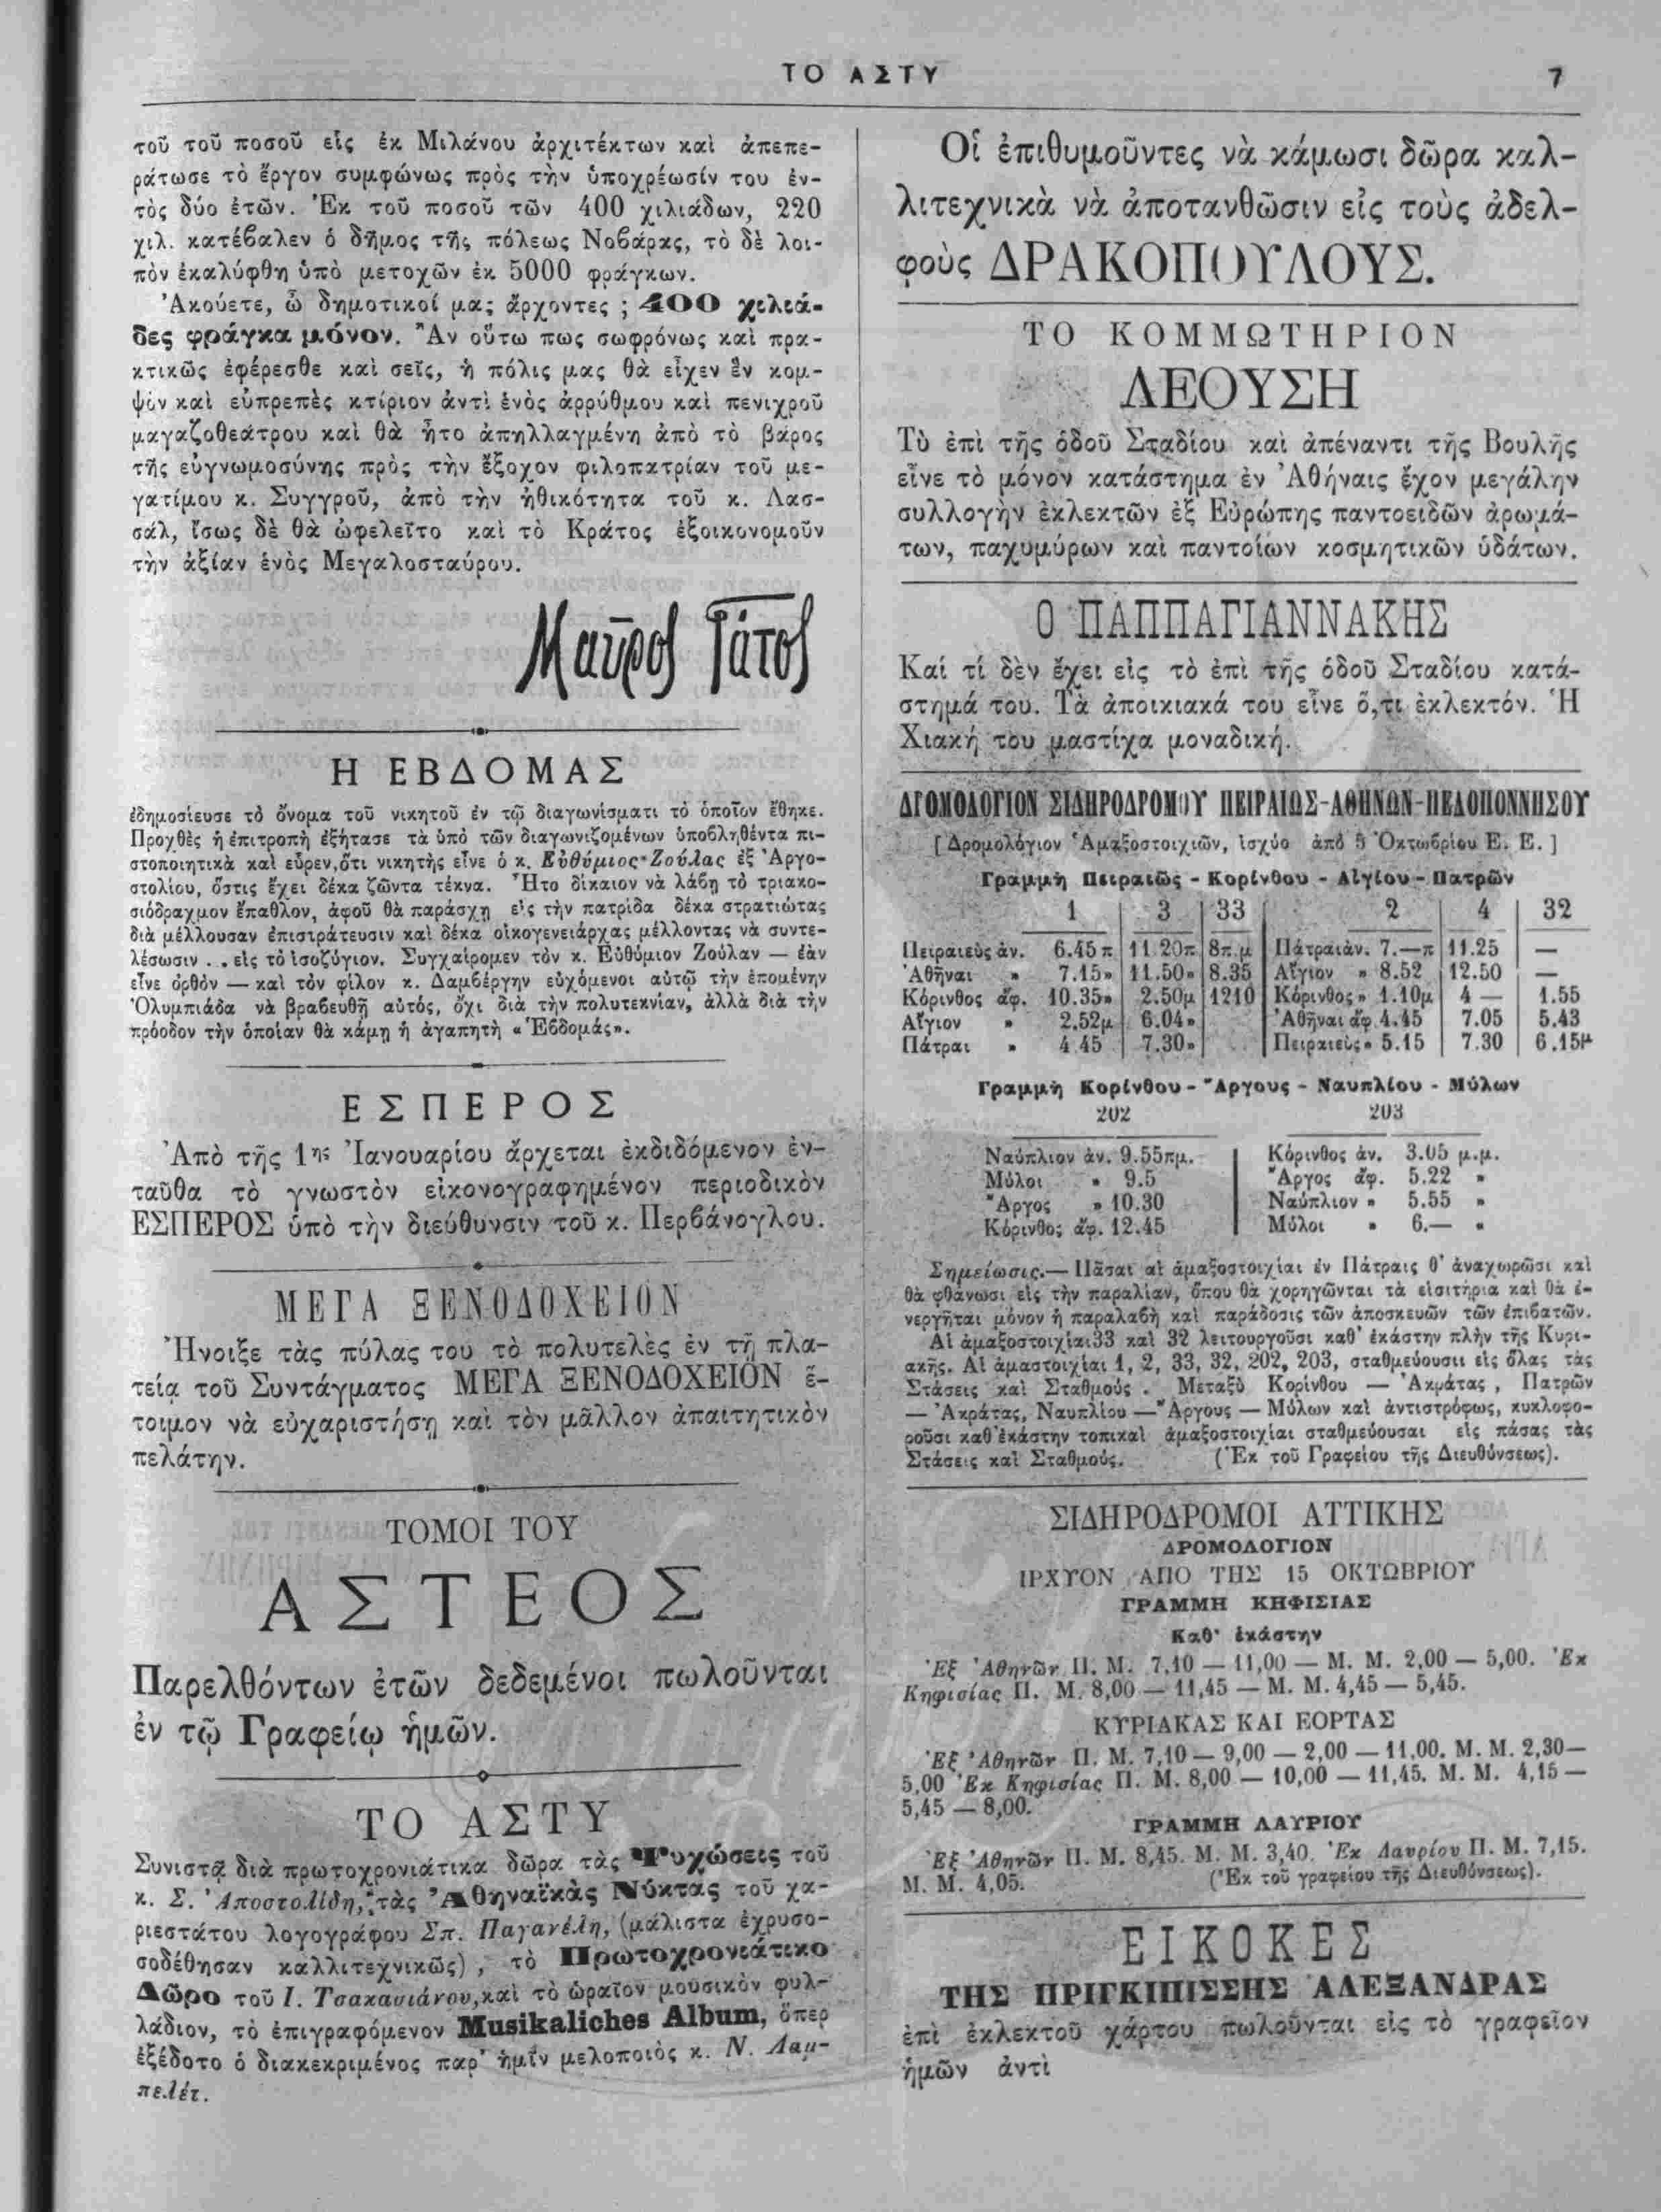 ΤΟ ΑΣΤΥ
7
τοῦ τοῦ ποσοῦ εἷς ἐκ Μιλάνου ἀρχιτέκτων καὶ ἀπεπε-
ράτωσε τὸ ἔργον συμφώνως πρὸς τὴν ὑποχρέωσίν του ἐν-
τὸς δύο ἐτῶν. Ἐκ τοῦ ποσοῦ τῶν 400 χιλιάδων, 220
χιλ. κατέβαλεν ὁ δῆμος τῆς πόλεως Νοβάρας, τὸ δὲ λοι-
πὸν ἐκαλύφθη ὑπὸ μετοχῶν ἐκ 5000 φράγκων.
Ἀκούετε, ὦ δημοτικοί μας ἄρχοντες ; 400 χιλιά-
δες φράγκα μόνον. Ἂν οὕτω πως σωφρόνως καὶ πρα-
κτικῶς ἐφέρεσθε καὶ σεῖς, ἡ πόλις μας θὰ εἶχεν ἓν κομ-
ψὸν καὶ εὐπρεπὲς κτίριον ἀντὶ ἑνὸς ἀρρύθμου καὶ πενιχροῦ
μαγαζοθεάτρου καὶ θὰ ἦτο ἀπηλλαγμένη ἀπὸ τὸ βάρος
τῆς εὐγνωμοσύνης πρὸς τὴν ἔξοχον φιλοπατρίαν τοῦ με-
γατίμου κ. Συγγροῦ, ἀπὸ τὴν ἠθικότητα τοῦ κ. Λασ-
σάλ, ἴσως δὲ θὰ ὠφελεῖτο καὶ τὸ Κράτος ἐξοικονομοῦν
τὴν ἀξίαν ἑνὸς Μεγαλοσταύρου.
Μαῦρος Γάτος
Η ΕΒΔΟΜΑΣ
ἐδημοσίευσε τὸ ὄνομα τοῦ νικητοῦ ἐν τῷ διαγωνίσματι τὸ ὁποῖον ἔθηκε.
Προχθὲς ἡ ἐπιτροπὴ ἐξήτασε τὰ ὑπὸ τῶν διαγωνιζομένων ὑποβληθέντα πι-
στοποιητικὰ καὶ εὗρεν, ὅτι νικητὴς εἶνε ὁ κ. Εὐθύμιος Ζούλας ἐξ Ἀργο-
στολίου, ὅστις ἔχει δέκα ζῶντα τέκνα. Ἦτο δίκαιον νὰ λάβῃ τὸ τριακο-
σιόδραχμον ἔπαθλον, ἀφοῦ θὰ παράσχῃ εἰς τὴν πατρίδα δέκα στρατιώτας
διὰ μέλλουσαν ἐπιστράτευσιν καὶ δέκα οἰκογενειάρχας μέλλοντας νὰ συντε-
λέσωσιν . . εἰς τὸ ἰσοζύγιον. Συγχαίρομεν τὸν κ. Εὐθύμιον Ζούλαν — ἐὰν
εἶνε ὀρθόν — καὶ τὸν φίλον κ. Δαμβέργην εὐχόμενοι αὐτῷ τὴν ἑπομένην
Ὀλυμπιάδα νὰ βραβευθῇ αὐτός, ὄχι διὰ τὴν πολυτεκνίαν, ἀλλὰ διὰ τὴν
πρόοδον τὴν ὁποίαν θὰ κάμῃ ἡ ἀγαπητὴ «Ἑβδομάς».
ΕΣΠΕΡΟΣ
Ἀπὸ τῆς 1ης Ἰανουαρίου ἄρχεται ἐκδιδόμενον ἐν-
ταῦθα τὸ γνωστὸν εἰκονογραφημένον περιοδικὸν
ΕΣΠΕΡΟΣ ὑπὸ τὴν διεύθυνσιν τοῦ κ. Περβάνογλου.
ΜΕΓΑ ΞΕΝΟΔΟΧΕΙΟΝ
Ἤνοιξε τὰς πύλας του τὸ πολυτελὲς ἐν τῇ πλα-
τείᾳ τοῦ Συντάγματος ΜΕΓΑ ΞΕΝΟΔΟΧΕΙΟΝ ἕ-
τοιμον νὰ εὐχαριστήσῃ καὶ τὸν μᾶλλον ἀπαιτητικὸν
πελάτην.
ΤΟΜΟΙ ΤΟΥ
ΑΣΤΕΟΣ
Παρελθόντων ἐτῶν δεδεμένοι πωλοῦνται
ἐν τῷ Γραφείῳ ἡμῶν.
ΤΟ ΑΣΤΥ
Συνιστᾷ διὰ πρωτοχρονιάτικα δῶρα τὰς Ψυχώσεις τοῦ
κ. Σ. Ἀποστολίδη, τὰς Ἀθηναϊκὰς Νύκτας τοῦ χα-
ριεστάτου λογογράφου Σπ. Παγανέλη, (μάλιστα ἐχρυσο-
σοδέθησαν καλλιτεχνικῶς), τὸ Πρωτοχρονιάτικο
Δῶρο τοῦ Ι. Τσακασιάνου, καὶ τὸ ὡραῖον μουσικὸν φυλ-
λάδιον, τὸ ἐπιγραφόμενον Musikaliches Album, ὅπερ
ἐξέδοτο ὁ διακεκριμένος παρ' ἡμῖν μελοποιὸς κ. Ν. Λαμ-
πελέτ.
Οἱ ἐπιθυμοῦντες νὰ κάμωσι δῶρα καλ-
λιτεχνικὰ νὰ ἀποτανθῶσιν εἰς τοὺς ἀδελ-
φοὺς ΔΡΑΚΟΠΟΥΛΟΥΣ.
ΤΟ ΚΟΜΜΩΤΗΡΙΟΝ
ΛΕΟΥΣΗ
Τὸ ἐπὶ τῆς ὁδοῦ Σταδίου καὶ ἀπέναντι τῆς Βουλῆς
εἶνε τὸ μόνον κατάστημα ἐν Ἀθήναις ἔχον μεγάλην
συλλογὴν ἐκλεκτῶν ἐξ Εὐρώπης παντοειδῶν ἀρωμά-
των, παχυμύρων καὶ παντοίων κοσμητικῶν ὑδάτων.
Ο ΠΑΠΠΑΓΙΑΝΝΑΚΗΣ
Καί τί δὲν ἔχει εἰς τὸ ἐπὶ τῆς ὁδοῦ Σταδίου κατά-
στημά του. Τὰ ἀποικιακά του εἶνε ὅ,τι ἐκλεκτόν. Ἡ
Χιακή του μαστίχα μοναδική.
ΔΡΟΜΟΛΟΓΙΟΝ ΣΙΔΗΡΟΔΡΟΜΟΥ ΠΕΙΡΑΙΩΣ-ΑΘΗΝΩΝ-ΠΕΛΟΠΟΝΝΗΣΟΥ
[Δρομολόγιον Ἁμαξοστοιχιῶν, ἰσχύο ἀπὸ 5 Ὀκτωβρίου Ε. Ε.]
Γραμμὴ Πειραιῶς - Κορίνθου - Αἰγίου - Πατρῶν
1 3 33 2 4 32
Πειραιεὺς ἀν. 6.45π 11.20π. 8π.μ Πάτραι ἀν. 7.—π 11.25 —
Ἀθῆναι » 7.15» 11.50» 8.35 Αἴγιον » 8.52 12.50 —
Κόρινθος ἀφ. 10.35» 2.50μ 1210 Κόρινθος » 1.10μ 4 — 1.55
Αἴγιον » 2.52μ 6.04» Ἀθῆναι ἀφ. 4.45 7.05 5.43
Πάτραι » 4.45 7.30» Πειραιεὺς » 5.15 7.30 6.15μ
Γραμμὴ Κορίνθου - Ἄργους - Ναυπλίου - Μύλων
202 203
Ναύπλιον ἀν. 9.55πμ. Κόρινθος ἀν. 3.05 μ.μ.
Μύλοι » 9.5 Ἄργος ἀφ. 5.22 »
Ἄργος » 10.30 Ναύπλιον » 5.55 »
Κόρινθος ἀφ. 12.45 Μύλοι » 6.— »
Σημείωσις.— Πᾶσαι αἱ ἁμαξοστοιχίαι ἐν Πάτραις θ' ἀναχωρῶσι καὶ
θὰ φθάνωσι εἰς τὴν παραλίαν, ὅπου θὰ χορηγῶνται τὰ εἰσιτήρια καὶ θὰ ἐ-
νεργῆται μόνον ἡ παραλαβὴ καὶ παράδοσις τῶν ἀποσκευῶν τῶν ἐπιβατῶν.
Αἱ ἁμαξοστοιχίαι 33 καὶ 32 λειτουργοῦσι καθ' ἑκάστην πλὴν τῆς Κυρι-
ακῆς. Αἱ ἁμαστοιχίαι 1, 2, 33, 32, 202, 203, σταθμεύουσι εἰς ὅλας τὰς
Στάσεις καὶ Σταθμούς. Μεταξὺ Κορίνθου — Ἀκράτας, Πατρῶν
— Ἀκράτας, Ναυπλίου — Ἄργους — Μύλων καὶ ἀντιστρόφως, κυκλοφο-
ροῦσι καθ' ἑκάστην τοπικαὶ ἁμαξοστοιχίαι σταθμεύουσαι εἰς πάσας τὰς
Στάσεις καὶ Σταθμούς. (Ἐκ τοῦ Γραφείου τῆς Διευθύνσεως).
ΣΙΔΗΡΟΔΡΟΜΟΙ ΑΤΤΙΚΗΣ
ΔΡΟΜΟΛΟΓΙΟΝ
ΙΡΧΥΟΝ ΑΠΟ ΤΗΣ 15 ΟΚΤΩΒΡΙΟΥ
ΓΡΑΜΜΗ ΚΗΦΙΣΙΑΣ
Καθ' ἑκάστην
Ἐξ Ἀθηνῶν Π. Μ. 7.10 — 11,00 — Μ. Μ. 2,00 — 5,00. Ἐκ
Κηφισίας Π. Μ. 8,00 — 11,45 — Μ. Μ. 4,45 — 5,45.
ΚΥΡΙΑΚΑΣ ΚΑΙ ΕΟΡΤΑΣ
Ἐξ Ἀθηνῶν Π. Μ. 7,10 — 9,00 — 2,00 — 11,00. Μ. Μ. 2,30—
5,00 Ἐκ Κηφισίας Π. Μ. 8,00 — 10,00 — 11,45. Μ. Μ. 4,15 —
5,45 — 8,00.
ΓΡΑΜΜΗ ΛΑΥΡΙΟΥ
Ἐξ Ἀθηνῶν Π. Μ. 8,45. Μ. Μ. 3,40. Ἐκ Λαυρίου Π. Μ. 7,15.
Μ. Μ. 4,05. (Ἐκ τοῦ γραφείου τῆς Διευθύνσεως).
ΕΙΚΟΚΕΣ
ΤΗΣ ΠΡΙΓΚΙΠΙΣΣΗΣ ΑΛΕΞΑΝΔΡΑΣ
ἐπὶ ἐκλεκτοῦ χάρτου πωλοῦνται εἰς τὸ γραφεῖον
ἡμῶν ἀντὶ